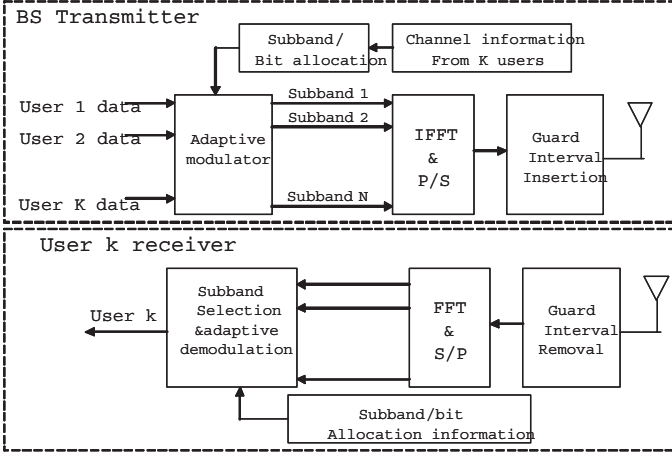 BS Transmitter
Subband/
Bit allocation
Channel information
From K users
User 1 data
User 2 data
User K data
Adaptive
modulator
Subband 1
Subband 2
Subband N
IFFT
&
P/S
Guard
Interval
Insertion
User k receiver
User k
Subband
Selection
&adaptive
demodulation
FFT
&
S/P
Guard
Interval
Removal
Subband/bit
Allocation information